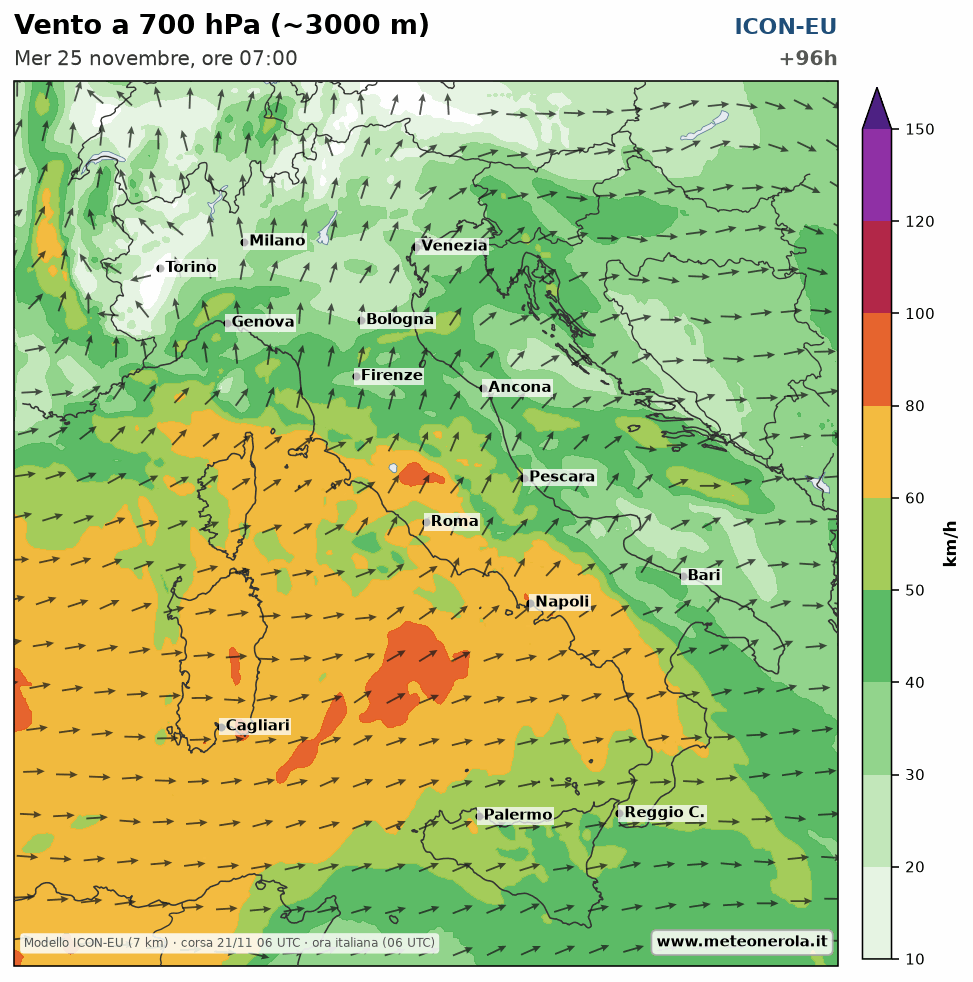 Vento a 700 hPa (~3000 m)
ICON-EU
Mer 25 novembre, ore 07:00
+96h
150
120
100
80
60
50
40
30
20
10
km/h
Milano
Venezia
Torino
Genova
Bologna
Firenze
Ancona
Pescara
Roma
Bari
Napoli
Cagliari
Palermo
Reggio C.
Modello ICON-EU (7 km) · corsa 21/11 06 UTC · ora italiana (06 UTC)
www.meteonerola.it